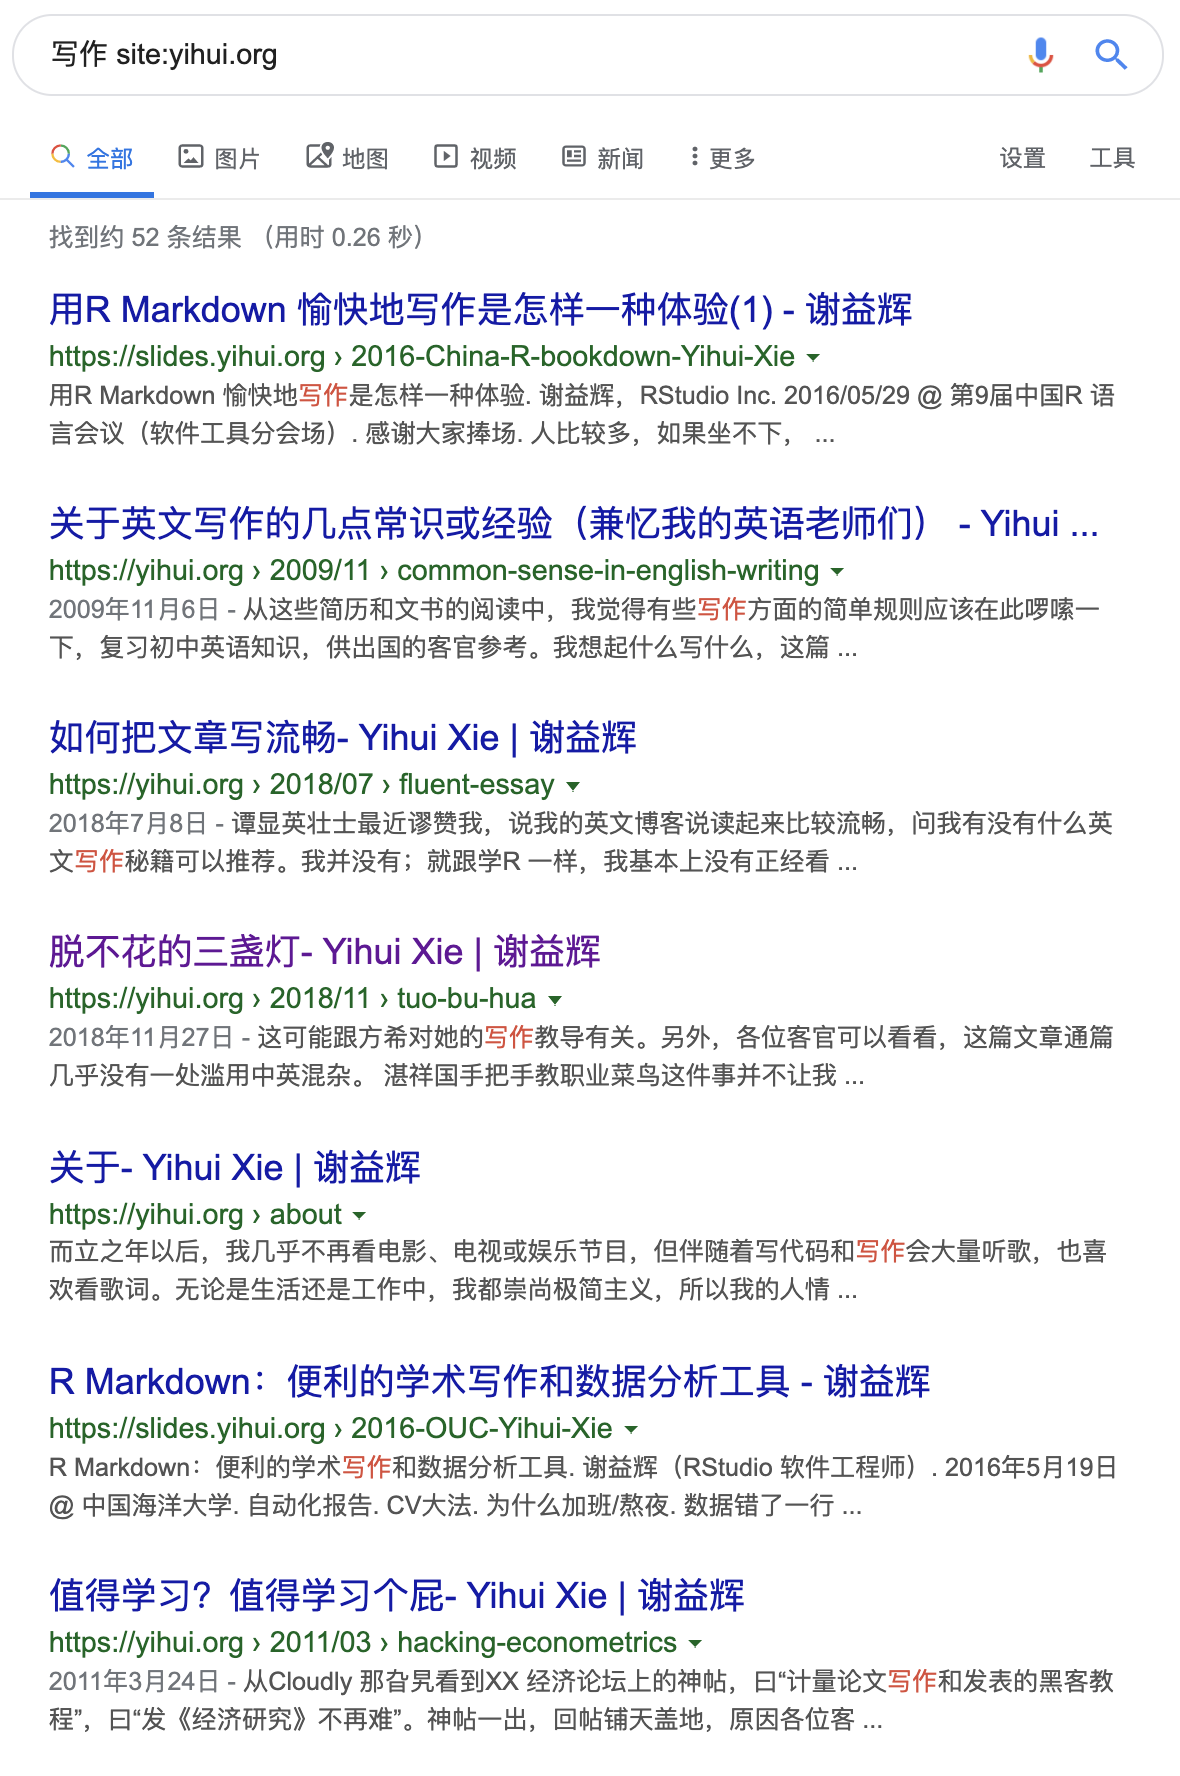 写作 site:yihui.org
全部 图片 地图 视频 新闻 更多 设置 工具
找到约 52 条结果 （用时 0.26 秒）
用R Markdown 愉快地写作是怎样一种体验(1) - 谢益辉
https://slides.yihui.org › 2016-China-R-bookdown-Yihui-Xie
用R Markdown 愉快地写作是怎样一种体验. 谢益辉，RStudio Inc. 2016/05/29 @ 第9届中国R 语
言会议（软件工具分会场）. 感谢大家捧场. 人比较多，如果坐不下， ...
关于英文写作的几点常识或经验（兼忆我的英语老师们） - Yihui ...
https://yihui.org › 2009/11 › common-sense-in-english-writing
2009年11月6日 - 从这些简历和文书的阅读中，我觉得有些写作方面的简单规则应该在此啰嗦一
下，复习初中英语知识，供出国的客官参考。我想起什么写什么，这篇 ...
如何把文章写流畅- Yihui Xie | 谢益辉
https://yihui.org › 2018/07 › fluent-essay
2018年7月8日 - 谭显英壮士最近谬赞我，说我的英文博客说读起来比较流畅，问我有没有什么英
文写作秘籍可以推荐。我并没有；就跟学R 一样，我基本上没有正经看 ...
脱不花的三盏灯- Yihui Xie | 谢益辉
https://yihui.org › 2018/11 › tuo-bu-hua
2018年11月27日 - 这可能跟方希对她的写作教导有关。另外，各位客官可以看看，这篇文章通篇
几乎没有一处滥用中英混杂。 湛祥国手把手教职业菜鸟这件事并不让我 ...
关于- Yihui Xie | 谢益辉
https://yihui.org › about
而立之年以后，我几乎不再看电影、电视或娱乐节目，但伴随着写代码和写作会大量听歌，也喜
欢看歌词。无论是生活还是工作中，我都崇尚极简主义，所以我的人情 ...
R Markdown：便利的学术写作和数据分析工具 - 谢益辉
https://slides.yihui.org › 2016-OUC-Yihui-Xie
R Markdown：便利的学术写作和数据分析工具. 谢益辉（RStudio 软件工程师）. 2016年5月19日
@ 中国海洋大学. 自动化报告. CV大法. 为什么加班/熬夜. 数据错了一行 ...
值得学习？值得学习个屁- Yihui Xie | 谢益辉
https://yihui.org › 2011/03 › hacking-econometrics
2011年3月24日 - 从Cloudly 那旮旯看到XX 经济论坛上的神帖，曰“计量论文写作和发表的黑客教
程”，曰“发《经济研究》不再难”。神帖一出，回帖铺天盖地，原因各位客 ...